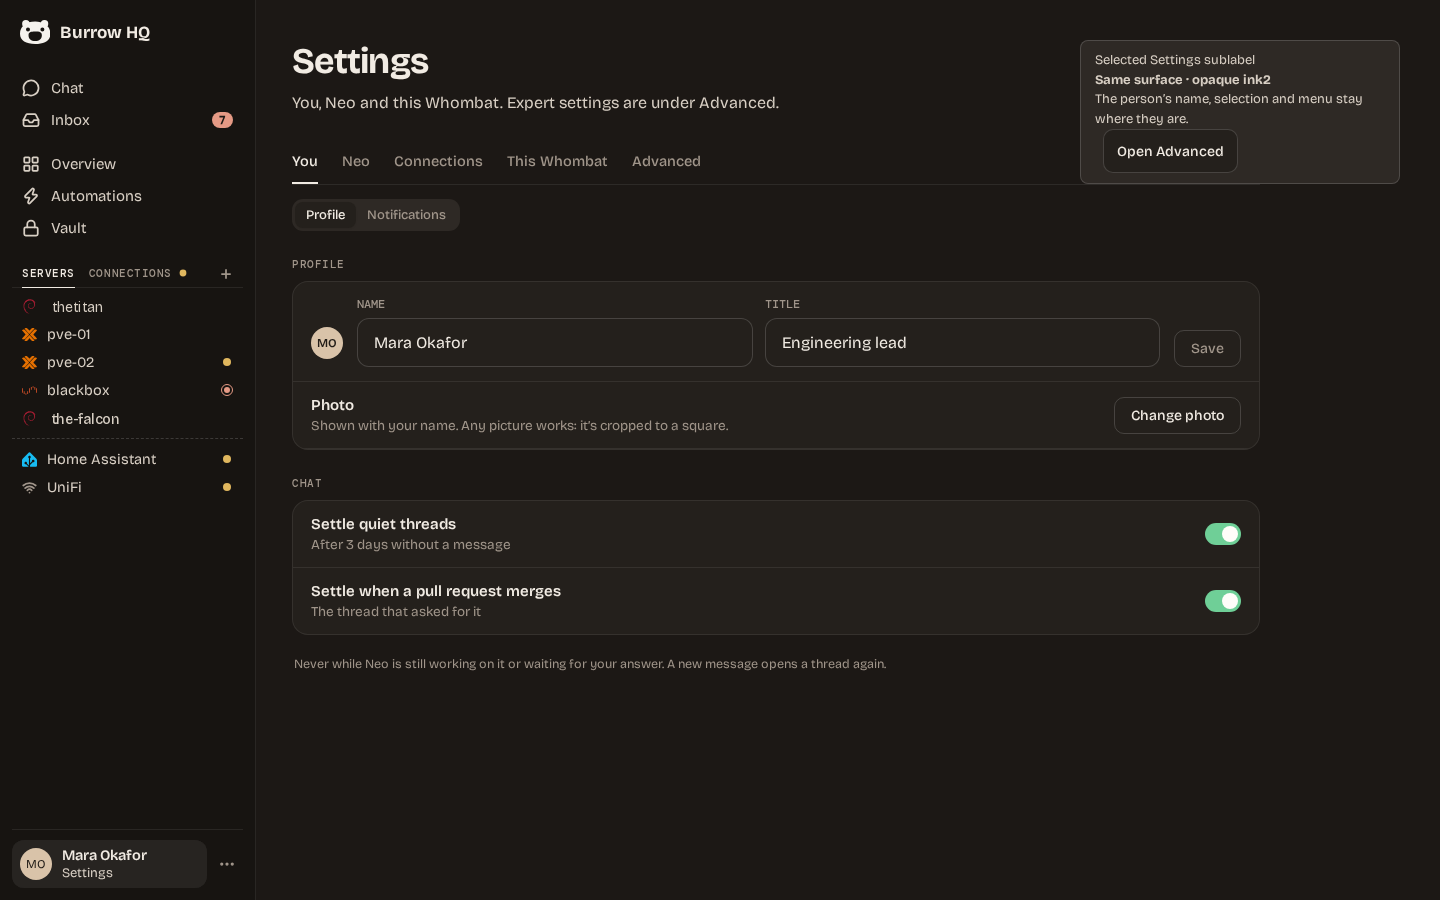 Burrow HQ
Chat
Inbox
7
Overview
Automations
Vault
SERVERS
CONNECTIONS
thetitan
pve-01
pve-02
blackbox
the-falcon
Home Assistant
UniFi
MO
Mara Okafor
Settings
Settings
You, Neo and this Whombat. Expert settings are under Advanced.
You
Neo
Connections
This Whombat
Advanced
Profile
Notifications
PROFILE
NAME
TITLE
MO
Mara Okafor
Engineering lead
Save
Photo
Shown with your name. Any picture works: it's cropped to a square.
Change photo
CHAT
Settle quiet threads
After 3 days without a message
Settle when a pull request merges
The thread that asked for it
Never while Neo is still working on it or waiting for your answer. A new message opens a thread again.
Selected Settings sublabel
Same surface · opaque ink2
The person's name, selection and menu stay
where they are.
Open Advanced